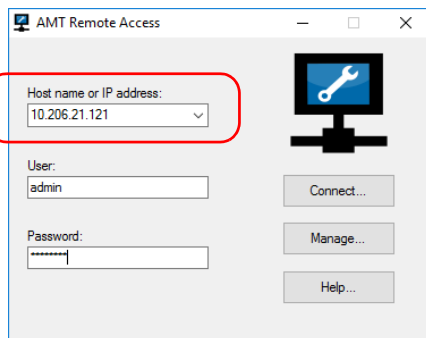 AMT Remote Access
Host name or IP address:
10.206.21.121
User:
admin
Connect...
Password:
********
Manage...
Help...